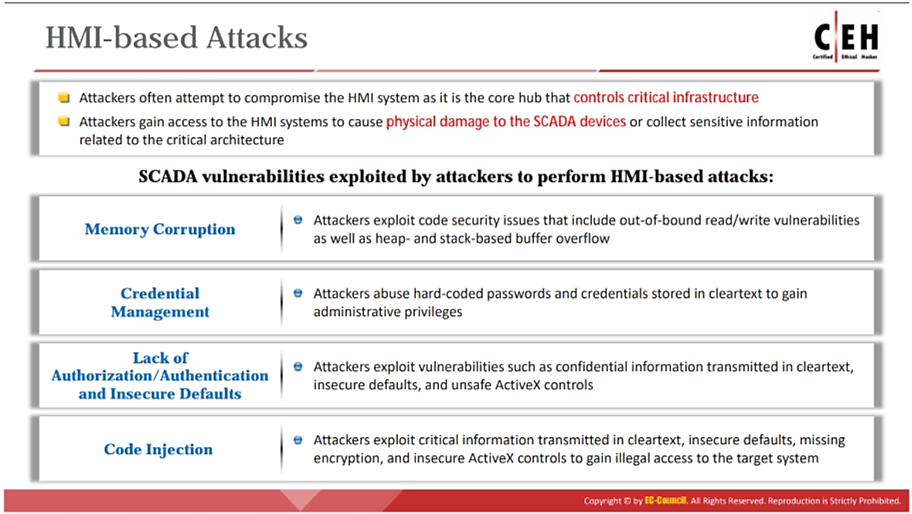 HMI-based Attacks
CEH
Certified Ethical Hacker
Attackers often attempt to compromise the HMI system as it is the core hub that controls critical infrastructure
Attackers gain access to the HMI systems to cause physical damage to the SCADA devices or collect sensitive information
related to the critical architecture
SCADA vulnerabilities exploited by attackers to perform HMI-based attacks:
Memory Corruption
Attackers exploit code security issues that include out-of-bound read/write vulnerabilities
as well as heap- and stack-based buffer overflow
Credential
Management
Attackers abuse hard-coded passwords and credentials stored in cleartext to gain
administrative privileges
Lack of
Authorization/Authentication
and Insecure Defaults
Attackers exploit vulnerabilities such as confidential information transmitted in cleartext,
insecure defaults, and unsafe ActiveX controls
Code Injection
Attackers exploit critical information transmitted in cleartext, insecure defaults, missing
encryption, and insecure ActiveX controls to gain illegal access to the target system
Copyright © by EC-Council. All Rights Reserved. Reproduction is Strictly Prohibited.